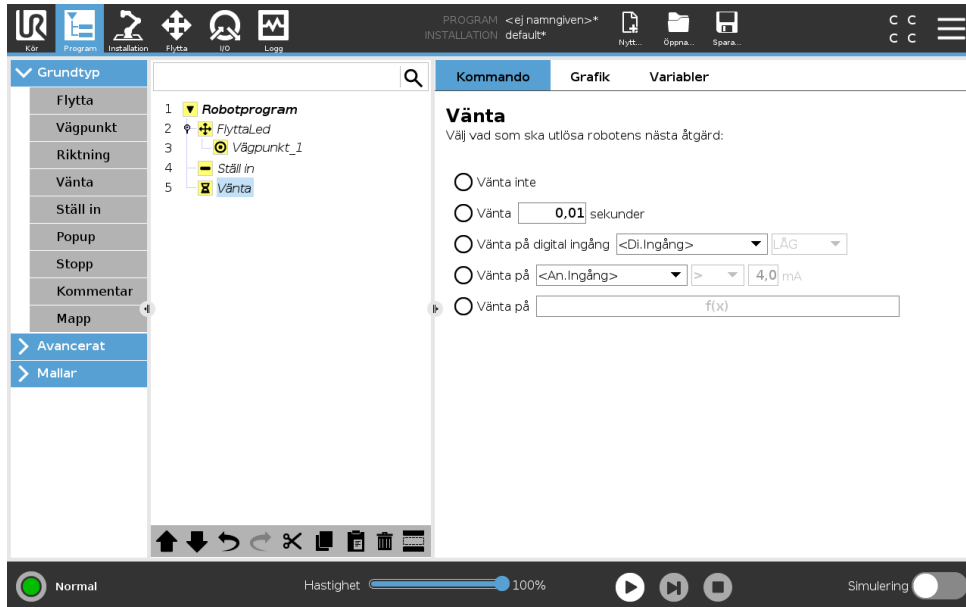 PROGRAM <ej namngiven>*
INSTALLATION default*
Nytt... Öppna... Spara...
C C
C C
UR
Kör Program Installation Flytta I/O Logg
Grundtyp
Flytta
Vägpunkt
Riktning
Vänta
Ställ in
Popup
Stopp
Kommentar
Mapp
Avancerat
Mallar
1 Robotprogram
2 FlyttaLed
3 Vägpunkt_1
4 Ställ in
5 Vänta
Kommando Grafik Variabler
Vänta
Välj vad som ska utlösa robotens nästa åtgärd:
Vänta inte
Vänta 0,01 sekunder
Vänta på digital ingång <Di.Ingång> LÅG
Vänta på <An.Ingång> > 4,0 mA
Vänta på f(x)
Normal
Hastighet 100%
Simulering